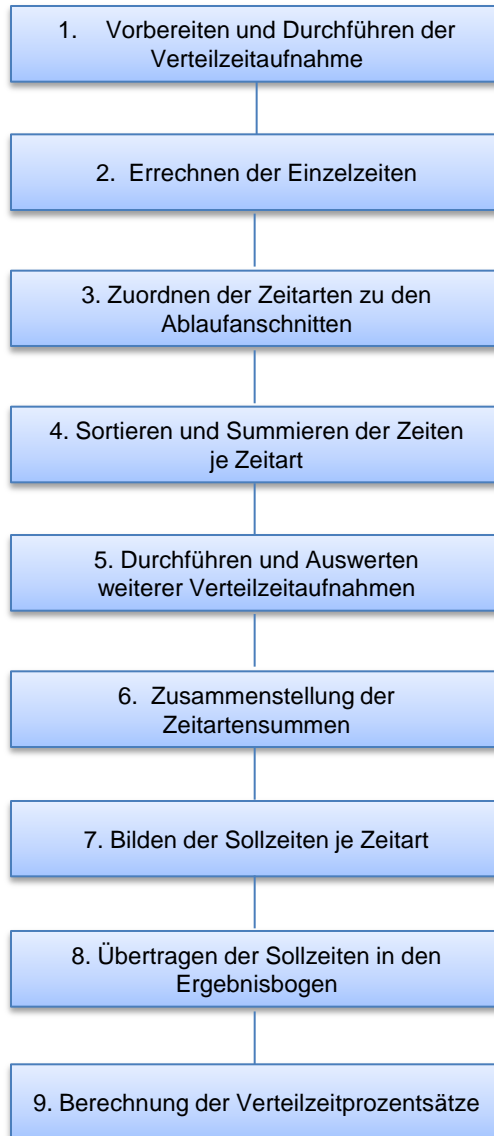 1. Vorbereiten und Durchführen der
Verteilzeitaufnahme
2. Errechnen der Einzelzeiten
3. Zuordnen der Zeitarten zu den
Ablaufanschnitten
4. Sortieren und Summieren der Zeiten
je Zeitart
5. Durchführen und Auswerten
weiterer Verteilzeitaufnahmen
6. Zusammenstellung der
Zeitartensummen
7. Bilden der Sollzeiten je Zeitart
8. Übertragen der Sollzeiten in den
Ergebnisbogen
9. Berechnung der Verteilzeitprozentsätze